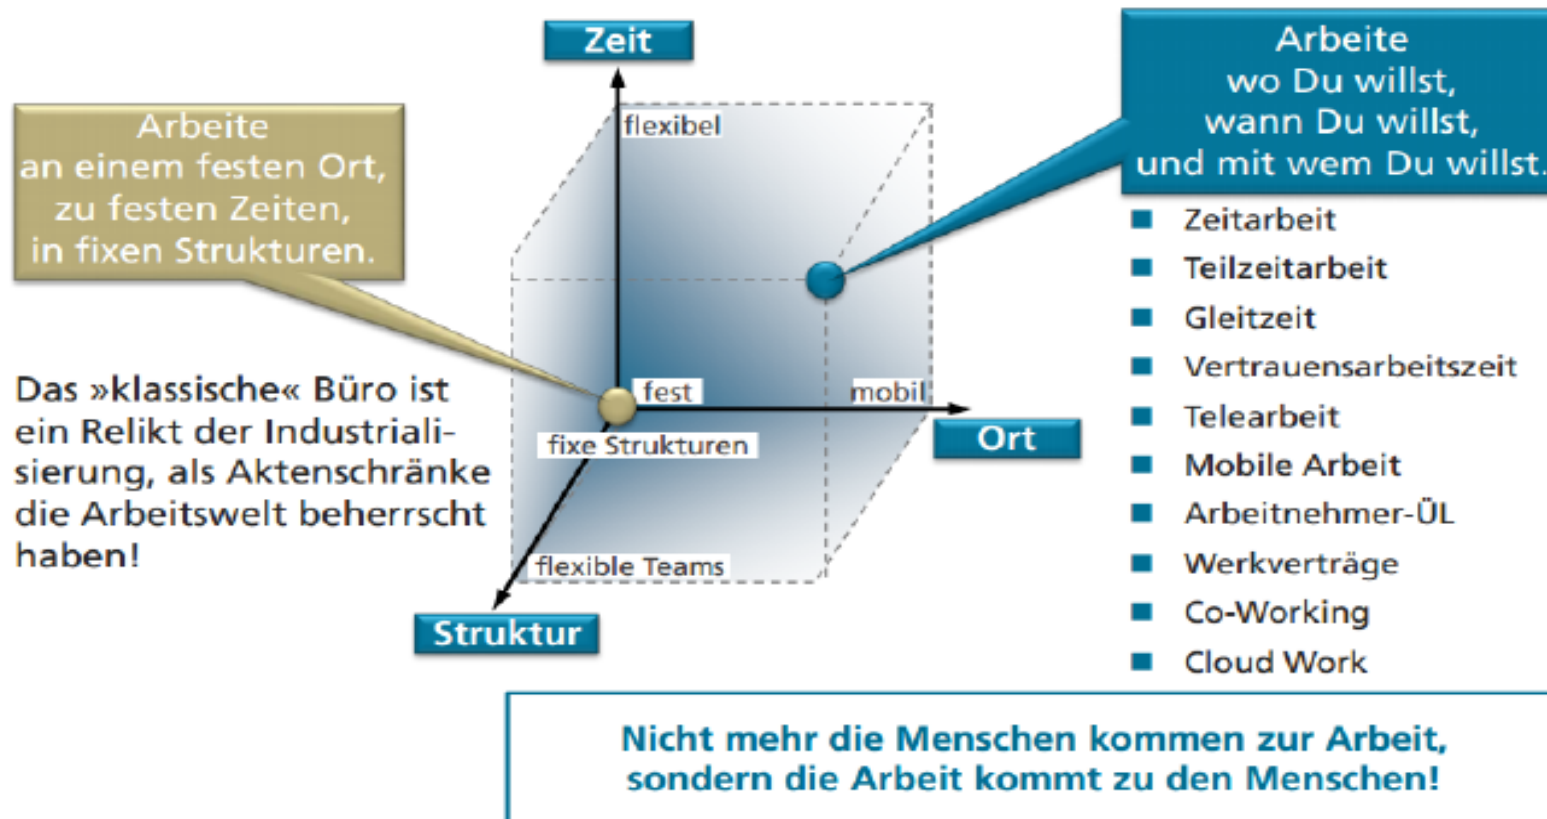 Zeit
Arbeite
an einem festen Ort,
zu festen Zeiten,
in fixen Strukturen.
Arbeite
wo Du willst,
wann Du willst,
und mit wem Du willst.
flexibel
fest
mobil
Ort
fixe Strukturen
flexible Teams
Struktur
Das »klassische« Büro ist
ein Relikt der Industriali-
sierung, als Aktenschränke
die Arbeitswelt beherrscht
haben!
Zeitarbeit
Teilzeitarbeit
Gleitzeit
Vertrauensarbeitszeit
Telearbeit
Mobile Arbeit
Arbeitnehmer-ÜL
Werkverträge
Co-Working
Cloud Work
Nicht mehr die Menschen kommen zur Arbeit,
sondern die Arbeit kommt zu den Menschen!